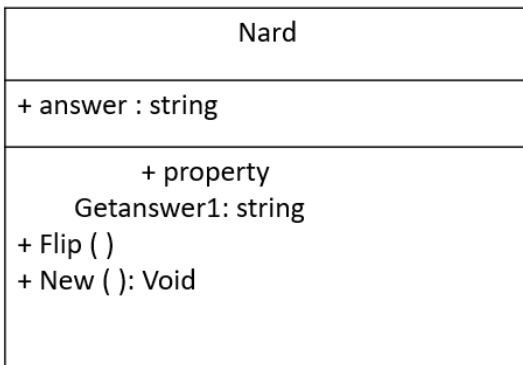 Nard
+ answer : string
+ property
Getanswer1: string
+ Flip ( )
+ New ( ): Void